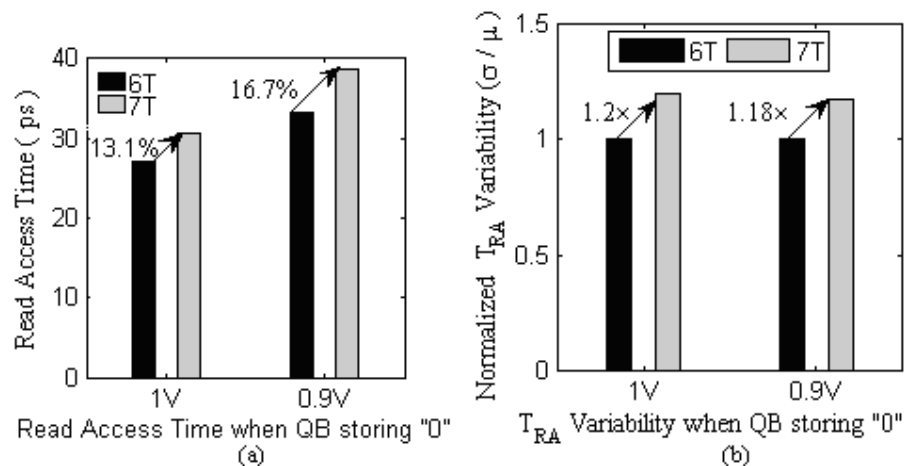 40
30
20
10
0
Read Access Time ( ps )
6T
7T
13.1%
16.7%
1V
0.9V
Read Access Time when QB storing "0"
(a)
1.5
1
0.5
0
Normalized T_RA Variability (σ / μ)
6T
7T
1.2×
1.18×
1V
0.9V
T_RA Variability when QB storing "0"
(b)